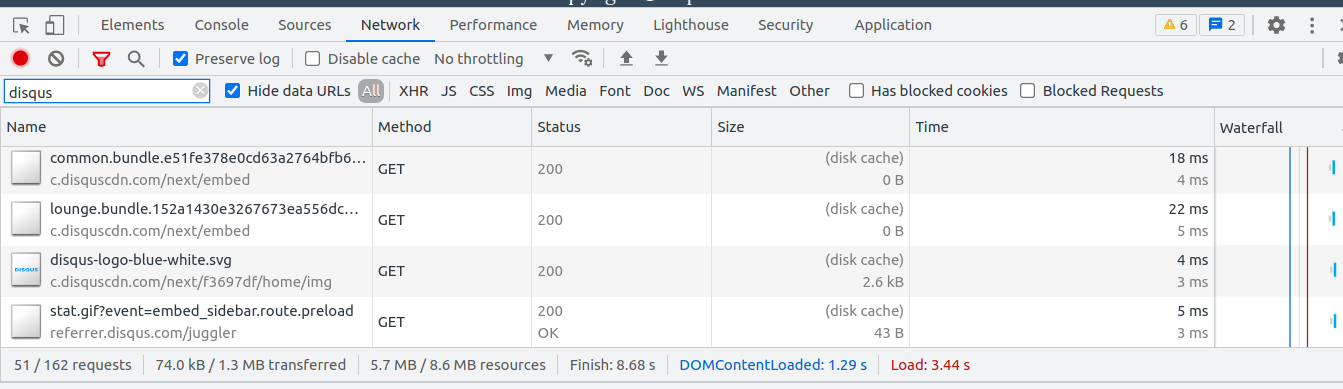 Elements Console Sources Network Performance Memory Lighthouse Security Application 6 2
Preserve log Disable cache No throttling
disqus Hide data URLs All XHR JS CSS Img Media Font Doc WS Manifest Other Has blocked cookies Blocked Requests
Name Method Status Size Time Waterfall
common.bundle.e51fe378e0cd63a2764bfb6… GET 200 (disk cache) 18 ms
c.disquscdn.com/next/embed 0 B 4 ms
lounge.bundle.152a1430e3267673ea556dc… GET 200 (disk cache) 22 ms
c.disquscdn.com/next/embed 0 B 5 ms
DISQUS disqus-logo-blue-white.svg GET 200 (disk cache) 4 ms
c.disquscdn.com/next/f3697df/home/img 2.6 kB 3 ms
stat.gif?event=embed_sidebar.route.preload GET 200 (disk cache) 5 ms
referrer.disqus.com/juggler OK 43 B 3 ms
51 / 162 requests 74.0 kB / 1.3 MB transferred 5.7 MB / 8.6 MB resources Finish: 8.68 s DOMContentLoaded: 1.29 s Load: 3.44 s